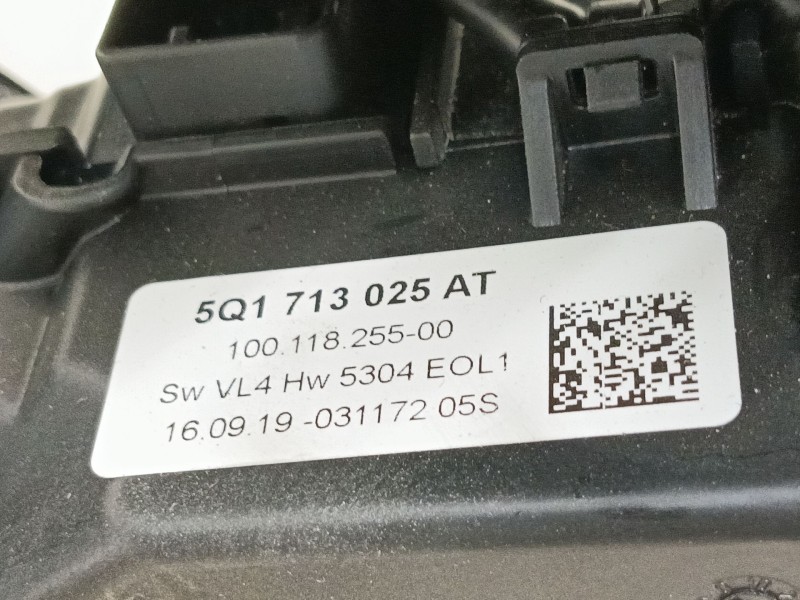 5Q1 713 025 AT
100.118.255-00
Sw VL4 Hw 5304 EOL1
16.09.19 -031172 05S